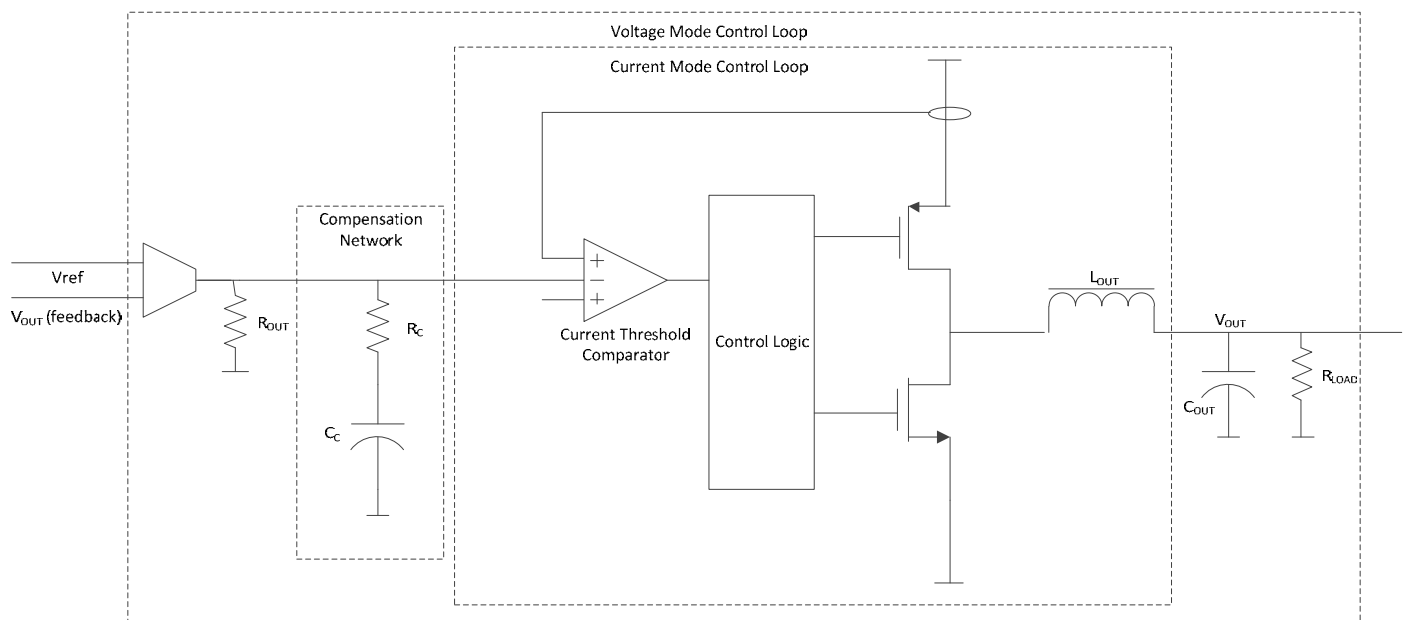 Voltage Mode Control Loop
Current Mode Control Loop
Compensation
Network
Vref
VOUT (feedback)
ROUT
RC
CC
+
−
+
Current Threshold
Comparator
Control Logic
LOUT
VOUT
COUT
RLOAD